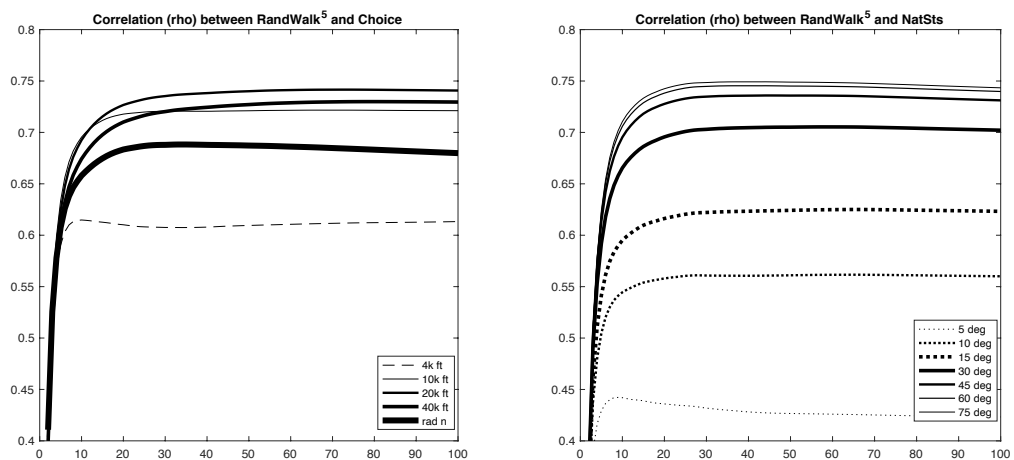 Correlation (rho) between RandWalk⁵ and Choice
0.8
0.75
0.7
0.65
0.6
0.55
0.5
0.45
0.4
0 10 20 30 40 50 60 70 80 90 100
4k ft
10k ft
20k ft
40k ft
rad n
Correlation (rho) between RandWalk⁵ and NatSts
0.8
0.75
0.7
0.65
0.6
0.55
0.5
0.45
0.4
0 10 20 30 40 50 60 70 80 90 100
5 deg
10 deg
15 deg
30 deg
45 deg
60 deg
75 deg